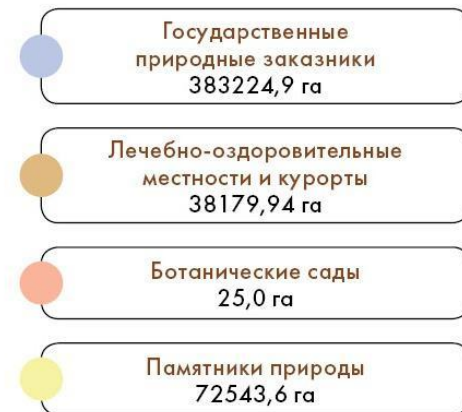 Государственные
природные заказники
383224,9 га
Лечебно-оздоровительные
местности и курорты
38179,94 га
Ботанические сады
25,0 га
Памятники природы
72543,6 га